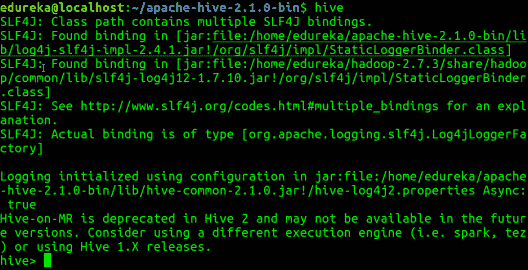 edureka@localhost:~/apache-hive-2.1.0-bin$ hive
SLF4J: Class path contains multiple SLF4J bindings.
SLF4J: Found binding in [jar:file:/home/edureka/apache-hive-2.1.0-bin/li
b/log4j-slf4j-impl-2.4.1.jar!/org/slf4j/impl/StaticLoggerBinder.class]
SLF4J: Found binding in [jar:file:/home/edureka/hadoop-2.7.3/share/hadoo
p/common/lib/slf4j-log4j12-1.7.10.jar!/org/slf4j/impl/StaticLoggerBinder
.class]
SLF4J: See http://www.slf4j.org/codes.html#multiple_bindings for an expl
anation.
SLF4J: Actual binding is of type [org.apache.logging.slf4j.Log4jLoggerFa
ctory]
Logging initialized using configuration in jar:file:/home/edureka/apache
-hive-2.1.0-bin/lib/hive-common-2.1.0.jar!/hive-log4j2.properties Async:
true
Hive-on-MR is deprecated in Hive 2 and may not be available in the futur
e versions. Consider using a different execution engine (i.e. spark, tez
) or using Hive 1.X releases.
hive>